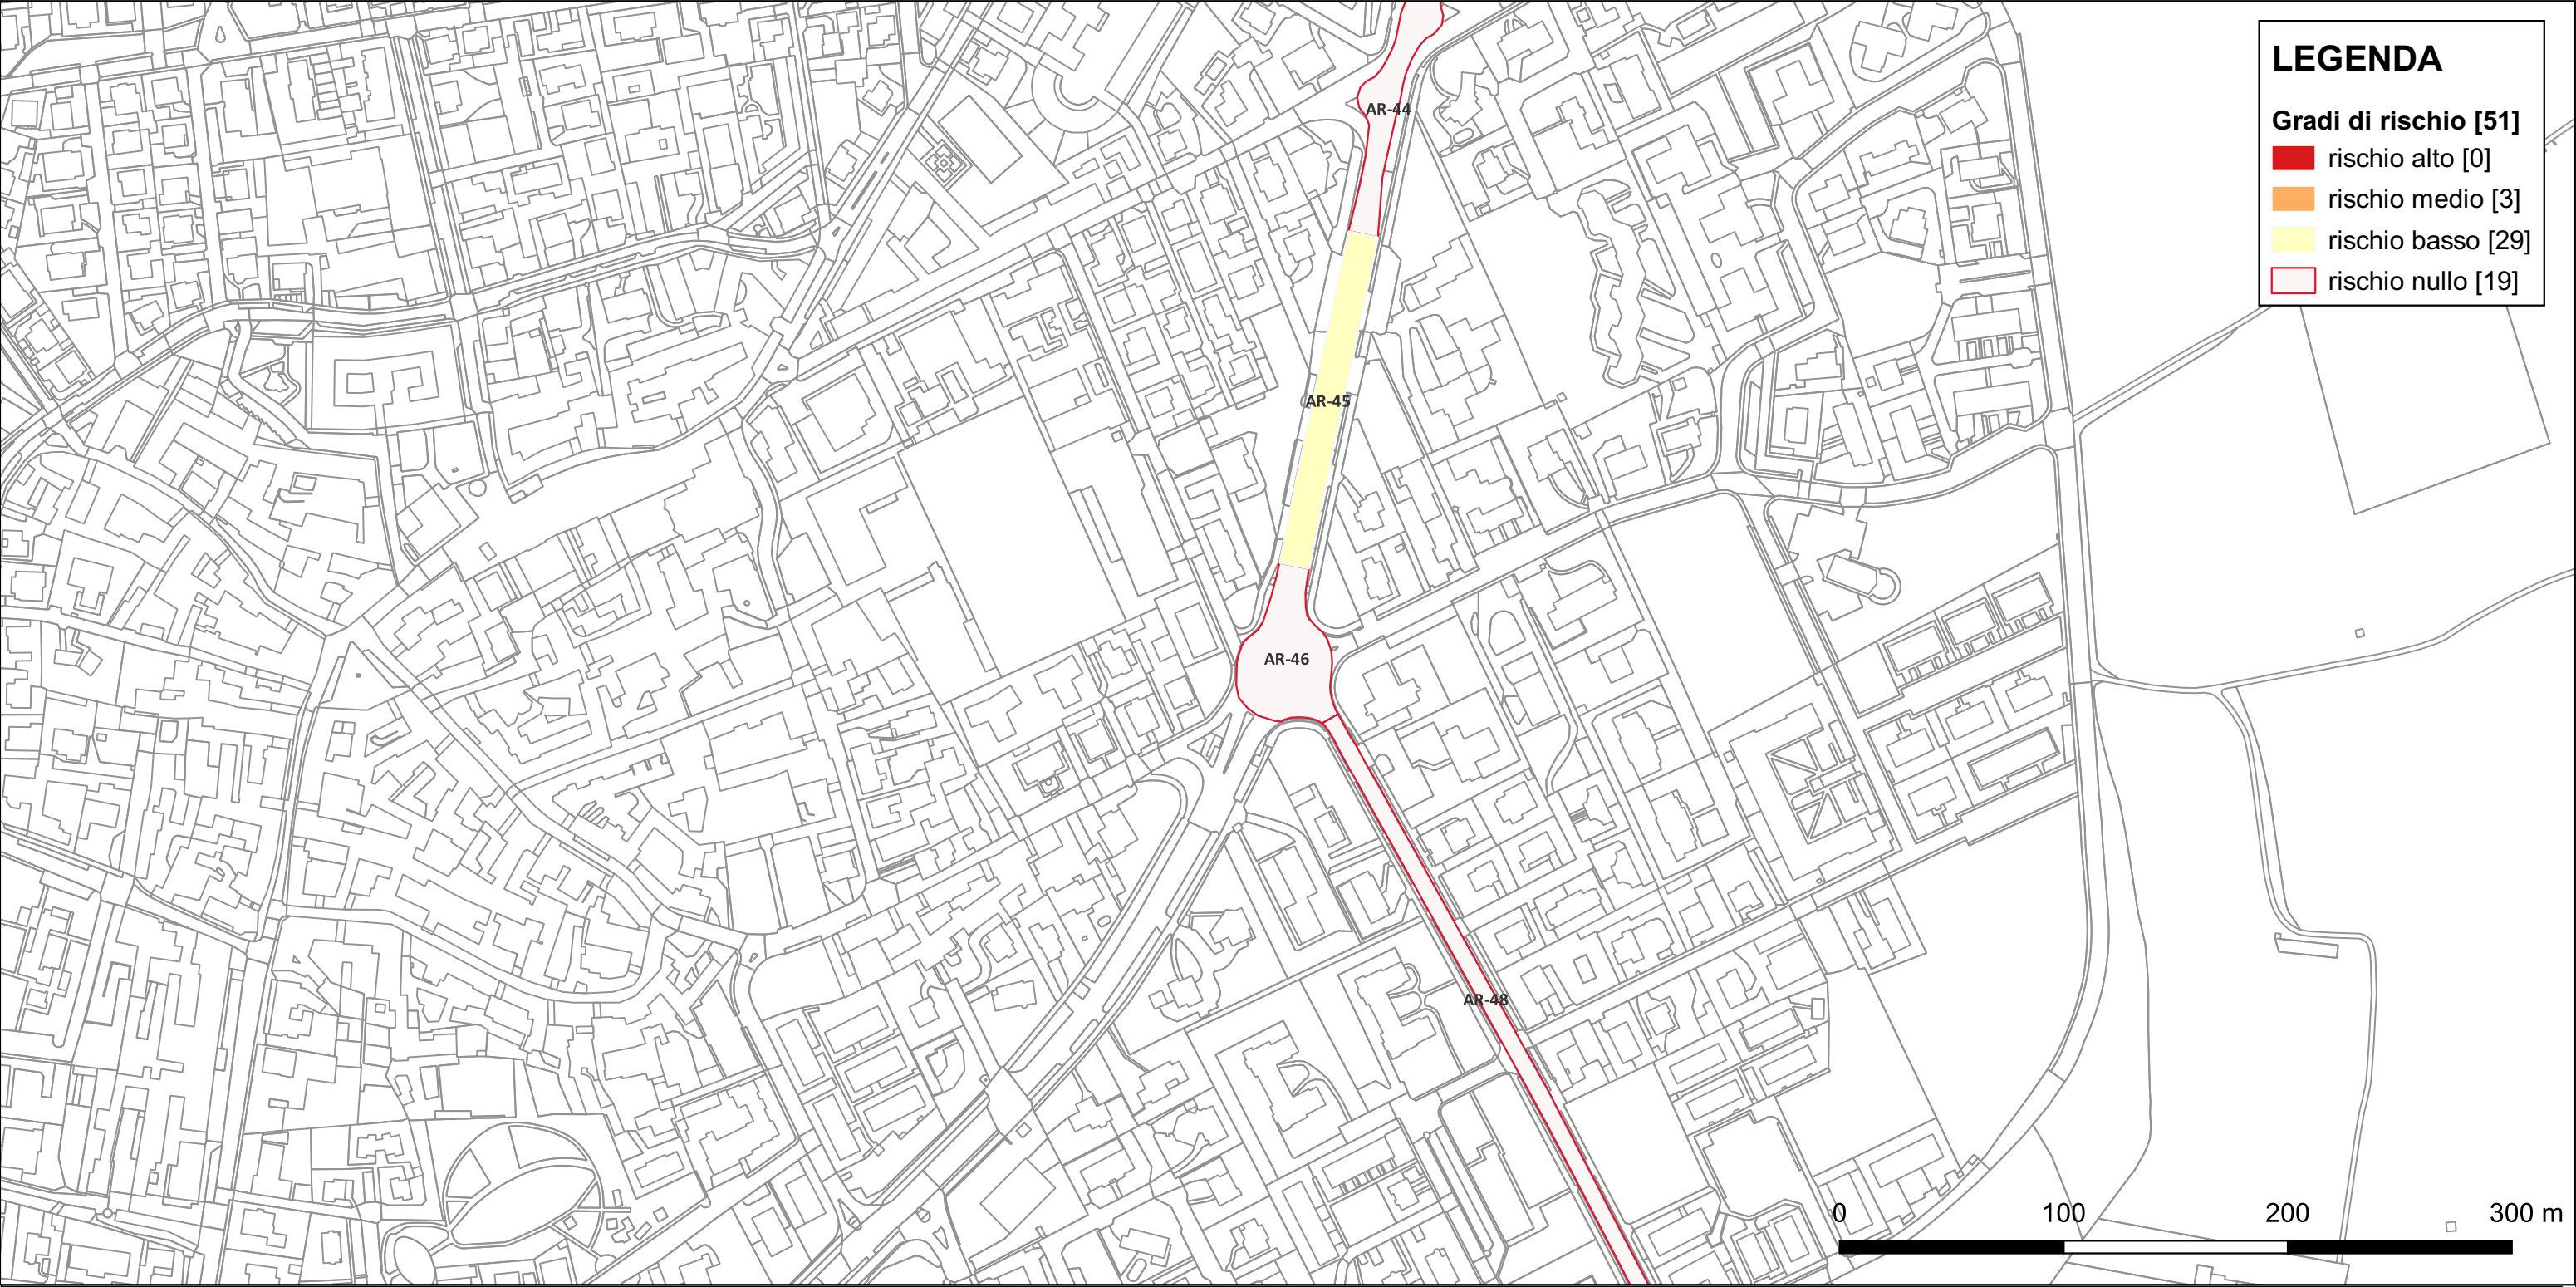 LEGENDA
Gradi di rischio [51]
rischio alto [0]
rischio medio [3]
rischio basso [29]
rischio nullo [19]
AR-44
AR-45
AR-46
AR-48
0 100 200 300 m